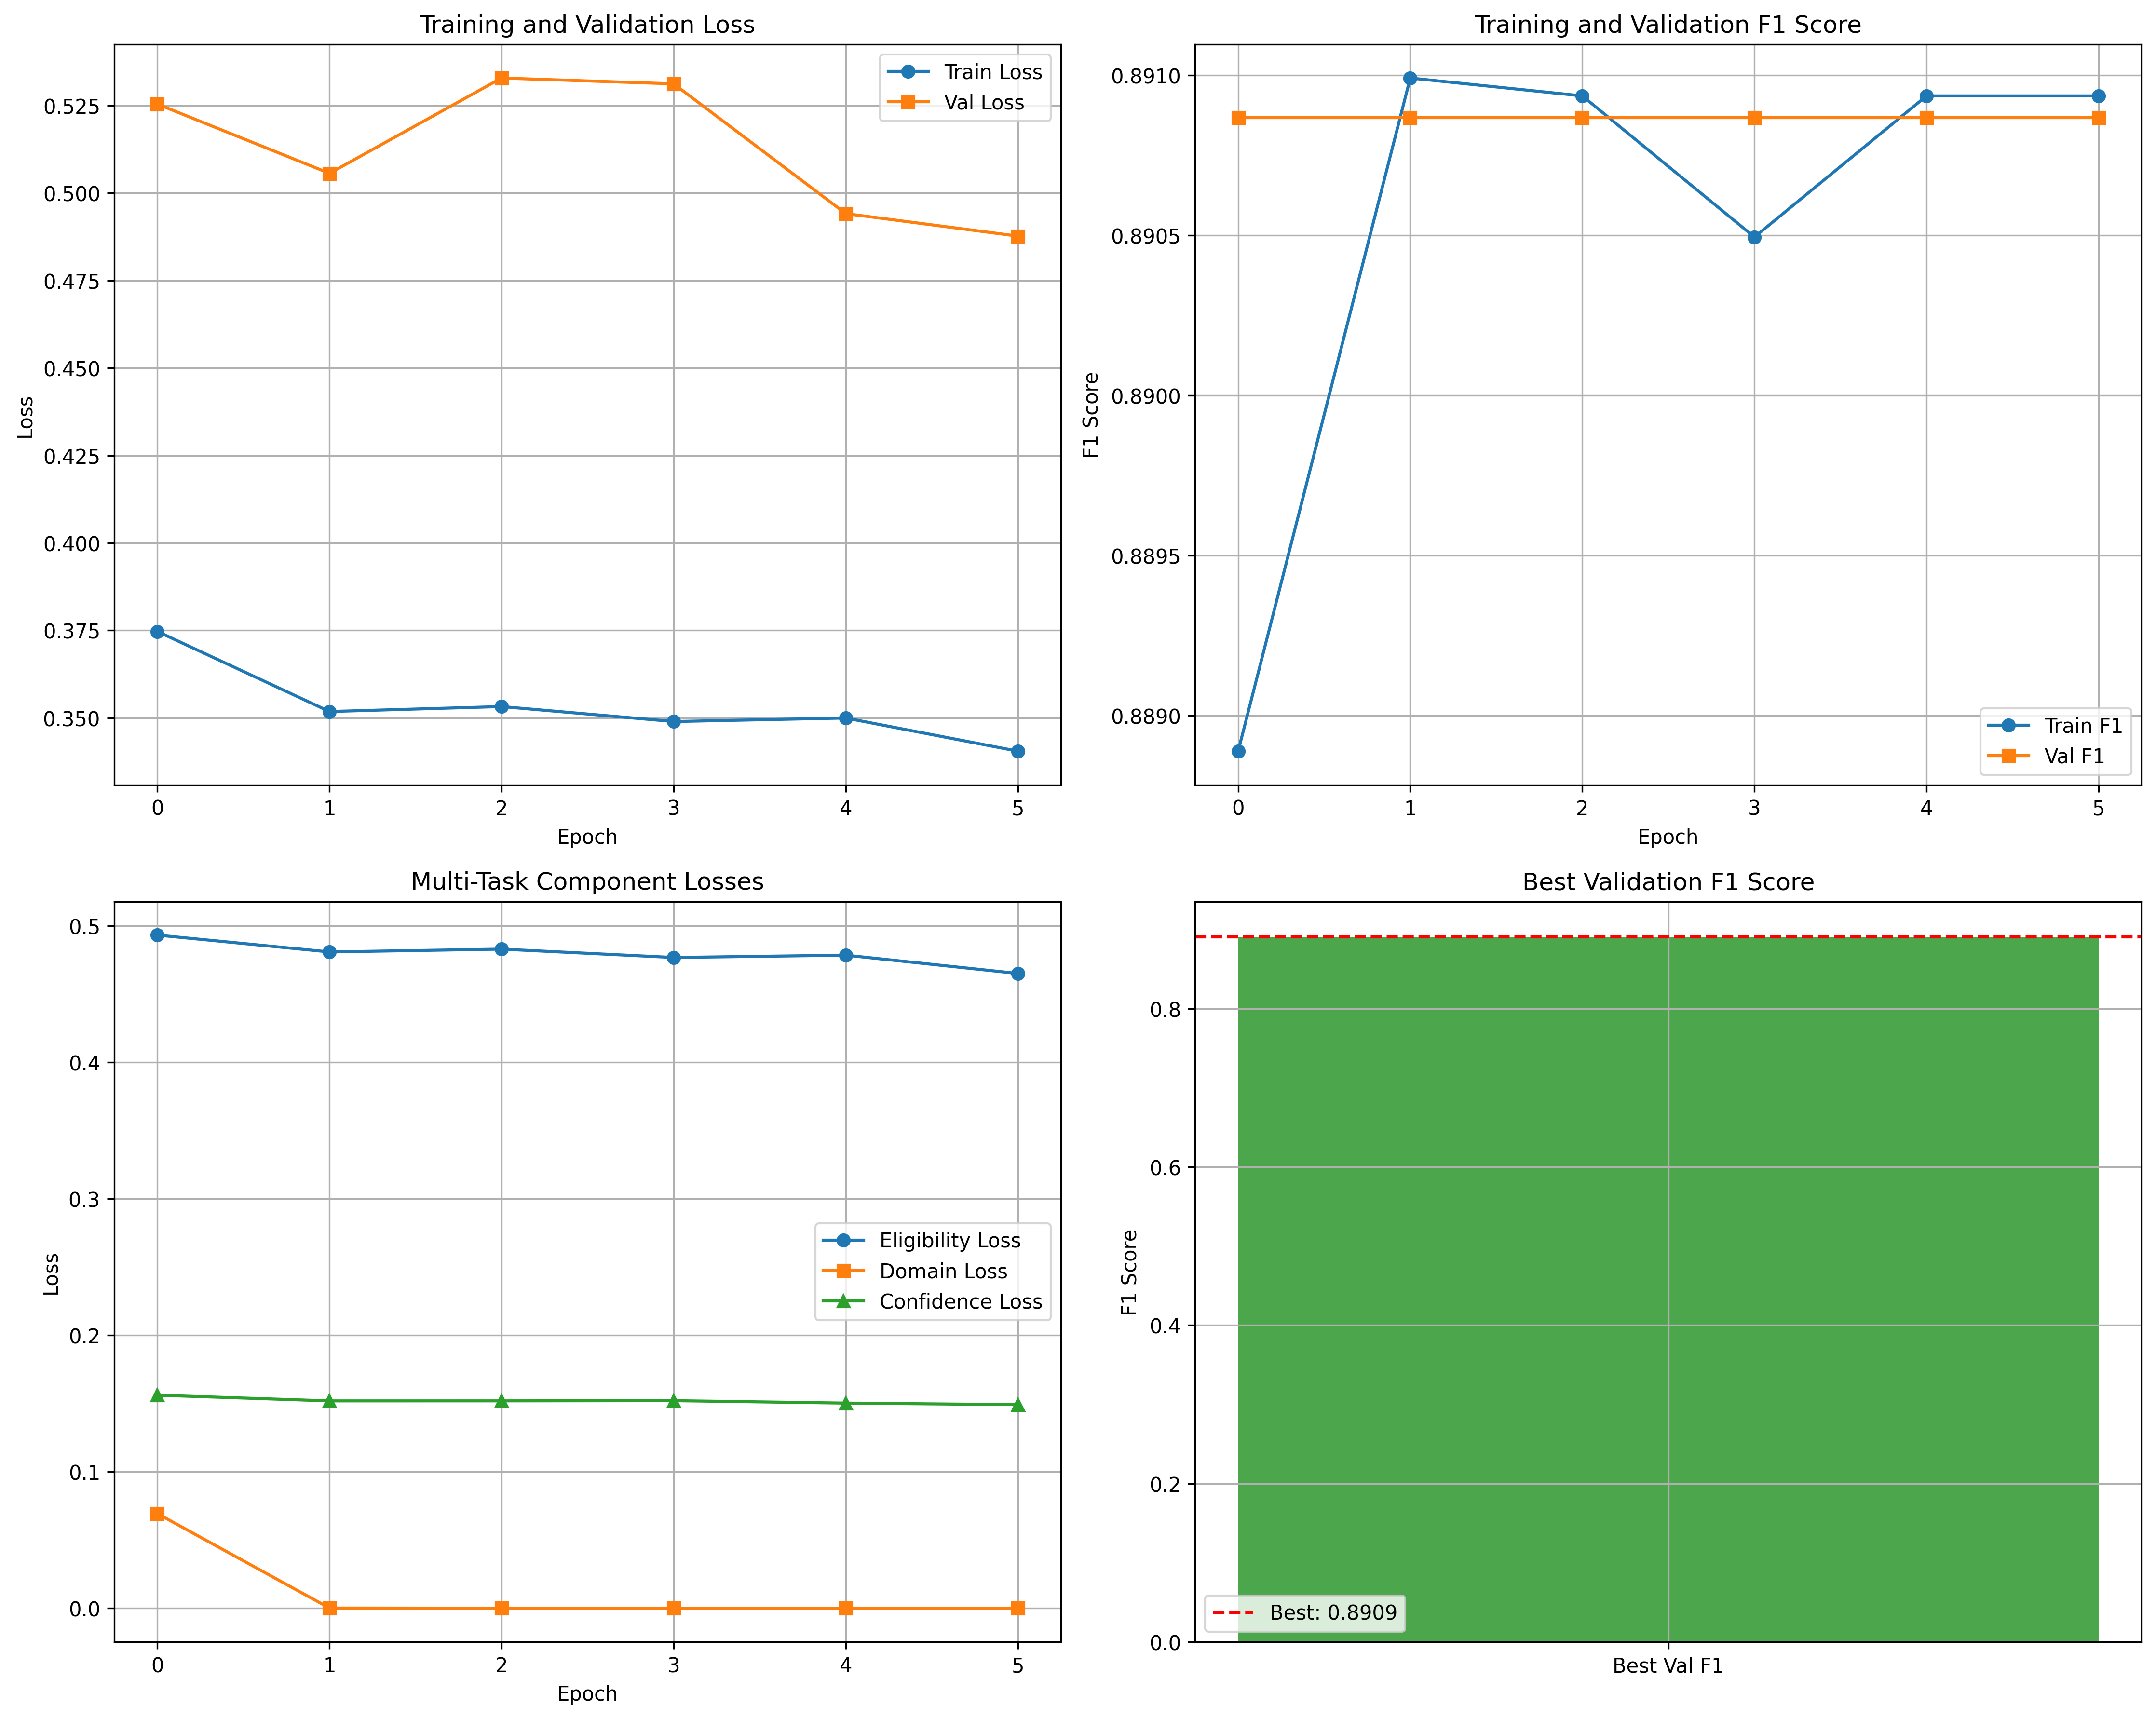 Training and Validation Loss
Train Loss
Val Loss
0.525
0.500
0.475
0.450
0.425
0.400
0.375
0.350
Loss
0 1 2 3 4 5
Epoch
Training and Validation F1 Score
0.8910
0.8905
0.8900
0.8895
0.8890
F1 Score
Train F1
Val F1
0 1 2 3 4 5
Epoch
Multi-Task Component Losses
0.5
0.4
0.3
0.2
0.1
0.0
Loss
Eligibility Loss
Domain Loss
Confidence Loss
0 1 2 3 4 5
Epoch
Best Validation F1 Score
0.8
0.6
0.4
0.2
0.0
F1 Score
Best: 0.8909
Best Val F1